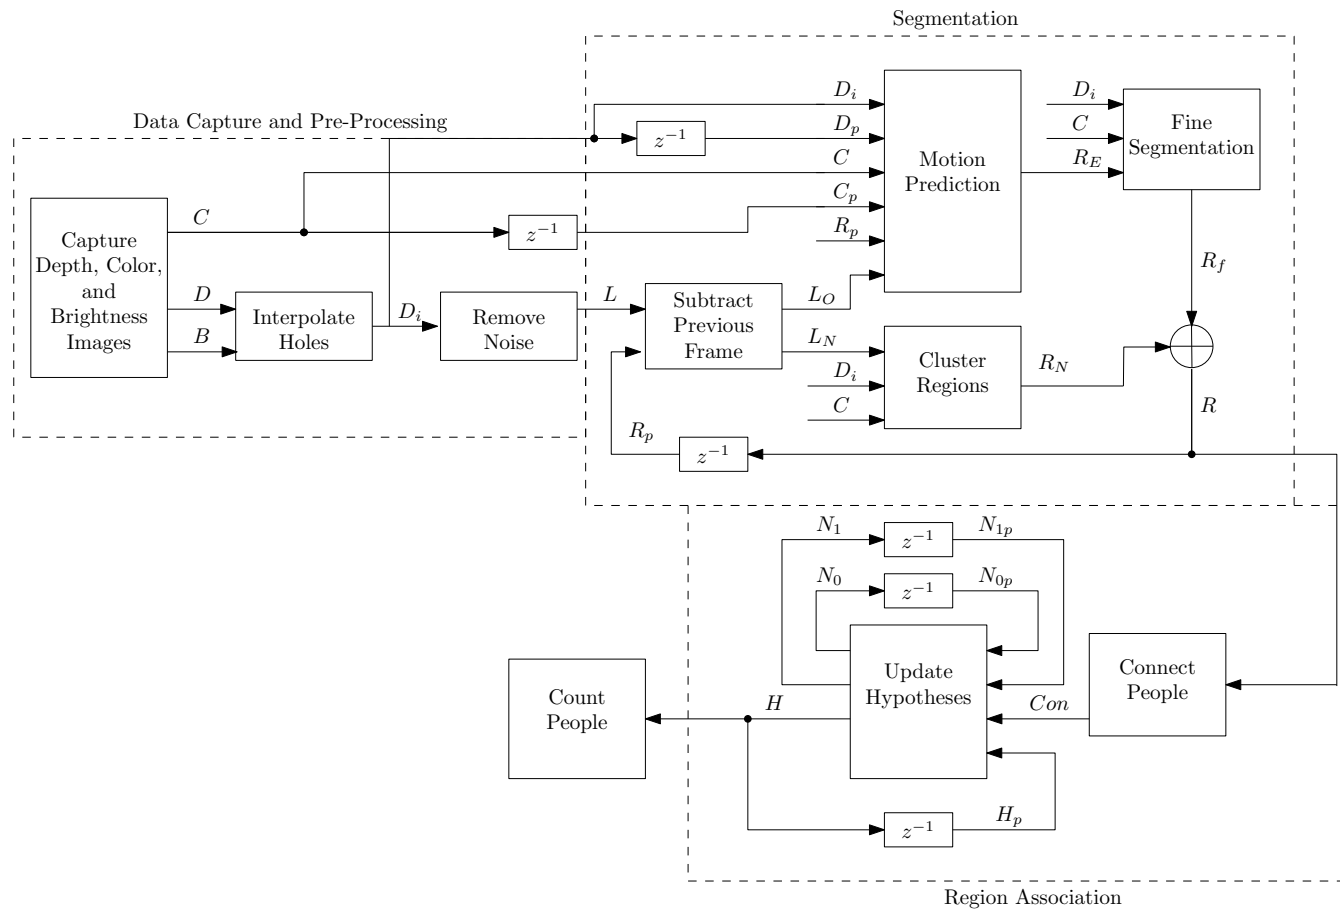 Segmentation
Data Capture and Pre-Processing
D_i
z^{-1}
D_p
C
C_p
R_p
Motion
Prediction
D_i
C
R_E
Fine
Segmentation
Capture
Depth, Color,
and
Brightness
Images
C
z^{-1}
D
B
Interpolate
Holes
D_i
Remove
Noise
L
Subtract
Previous
Frame
L_O
L_N
D_i
C
Cluster
Regions
R_N
R_f
R
R_p
z^{-1}
N_1
z^{-1}
N_{1p}
N_0
z^{-1}
N_{0p}
Update
Hypotheses
Connect
People
Con
H
Count
People
z^{-1}
H_p
Region Association